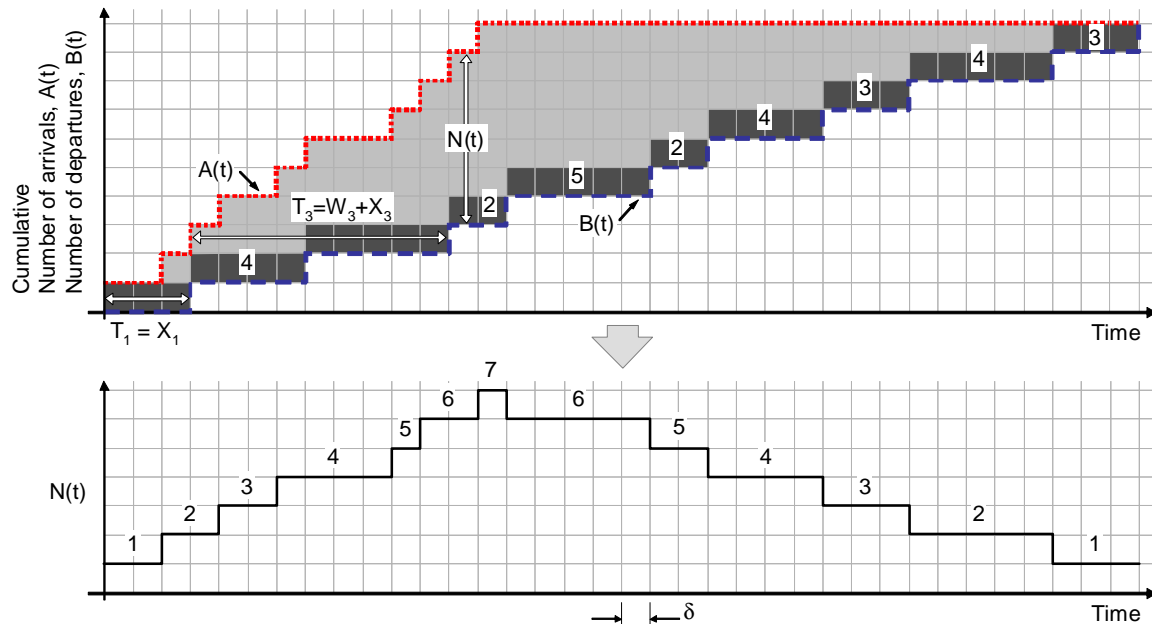 Cumulative
Number of arrivals, A(t)
Number of departures, B(t)
3
4
3
4
N(t)
2
A(t)
5
T3=W3+X3
2
B(t)
4
T1 = X1
Time
7
6
6
5
5
4
4
N(t)
3
3
2
2
1
1
δ
Time